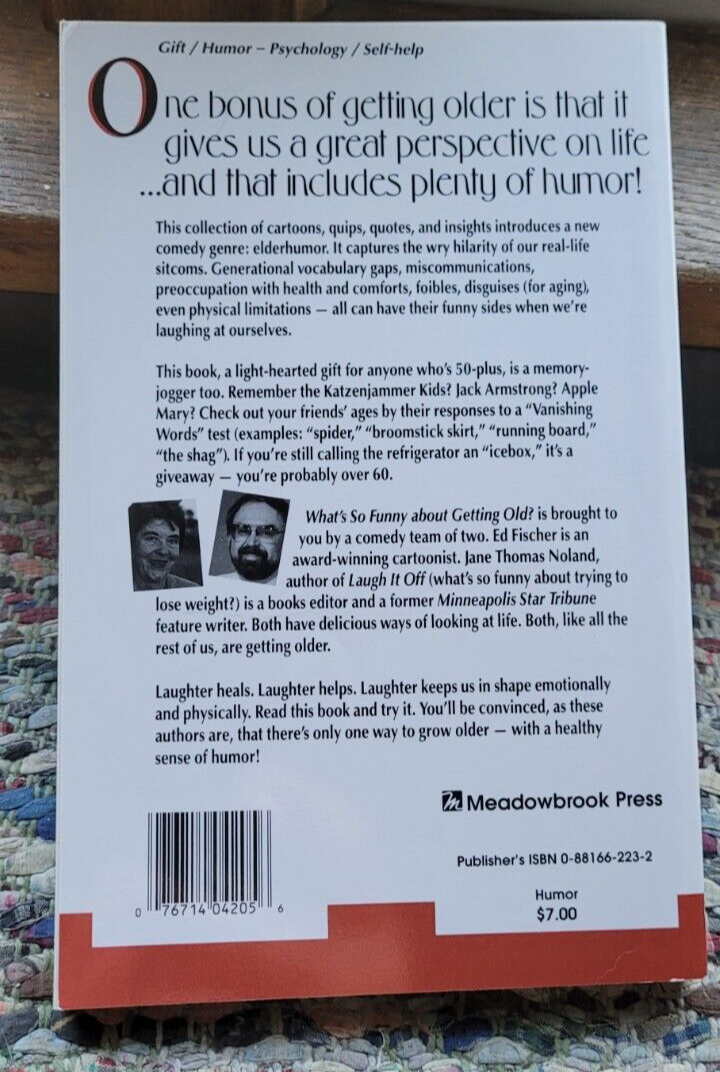 Gift / Humor – Psychology / Self-help
One bonus of getting older is that it
gives us a great perspective on life
...and that includes plenty of humor!
This collection of cartoons, quips, quotes, and insights introduces a new
comedy genre: elderhumor. It captures the wry hilarity of our real-life
sitcoms. Generational vocabulary gaps, miscommunications,
preoccupation with health and comforts, foibles, disguises (for aging),
even physical limitations — all can have their funny sides when we're
laughing at ourselves.
This book, a light-hearted gift for anyone who's 50-plus, is a memory-
jogger too. Remember the Katzenjammer Kids? Jack Armstrong? Apple
Mary? Check out your friends' ages by their responses to a “Vanishing
Words” test (examples: “spider,” “broomstick skirt,” “running board,”
“the shag”). If you're still calling the refrigerator an “icebox,” it's a
giveaway — you're probably over 60.
What's So Funny about Getting Old? is brought to
you by a comedy team of two. Ed Fischer is an
award-winning cartoonist. Jane Thomas Noland,
author of Laugh It Off (what's so funny about trying to
lose weight?) is a books editor and a former Minneapolis Star Tribune
feature writer. Both have delicious ways of looking at life. Both, like all the
rest of us, are getting older.
Laughter heals. Laughter helps. Laughter keeps us in shape emotionally
and physically. Read this book and try it. You'll be convinced, as these
authors are, that there's only one way to grow older — with a healthy
sense of humor!
Meadowbrook Press
Publisher's ISBN 0-88166-223-2
Humor
$7.00
0 76714 04205 6